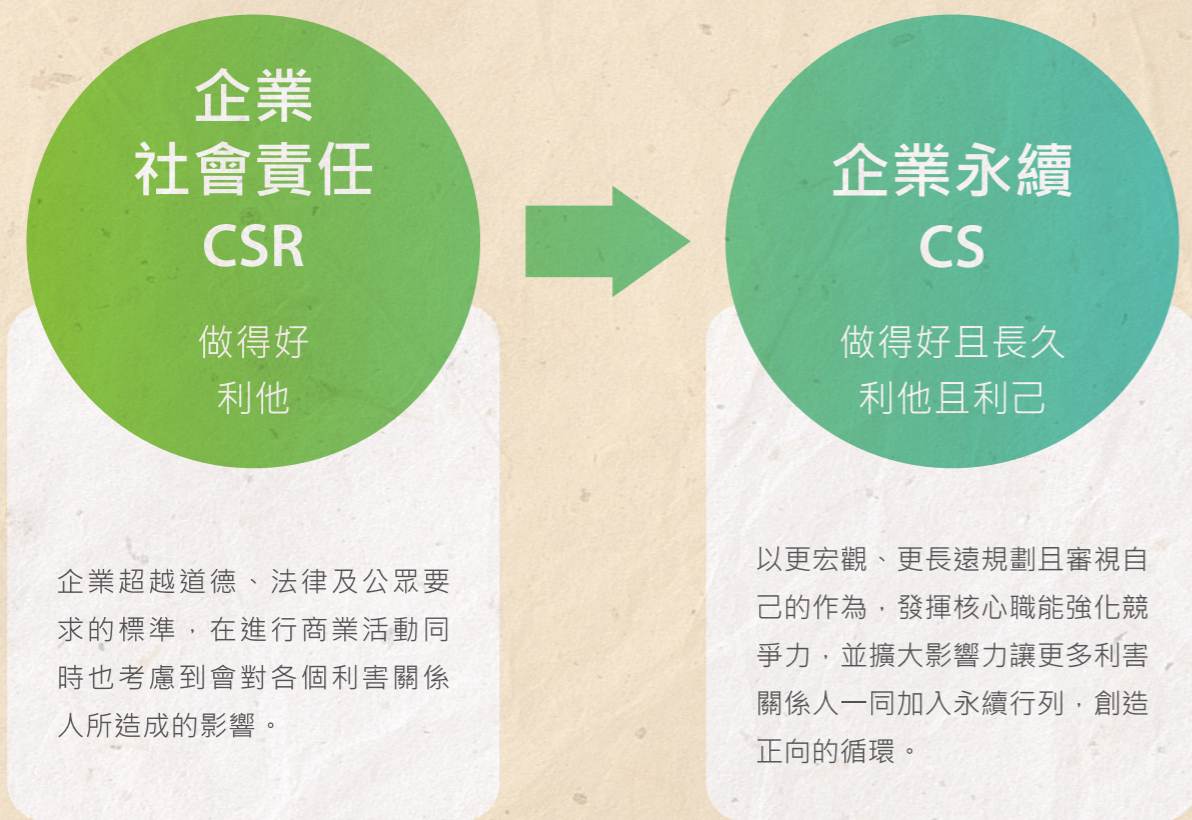 企業
社會責任
CSR
做得好
利他
企業超越道德、法律及公眾要
求的標準，在進行商業活動同
時也考慮到會對各個利害關係
人所造成的影響。
企業永續
CS
做得好且長久
利他且利己
以更宏觀、更長遠規劃且審視自
己的作為，發揮核心職能強化競
爭力，並擴大影響力讓更多利害
關係人一同加入永續行列，創造
正向的循環。